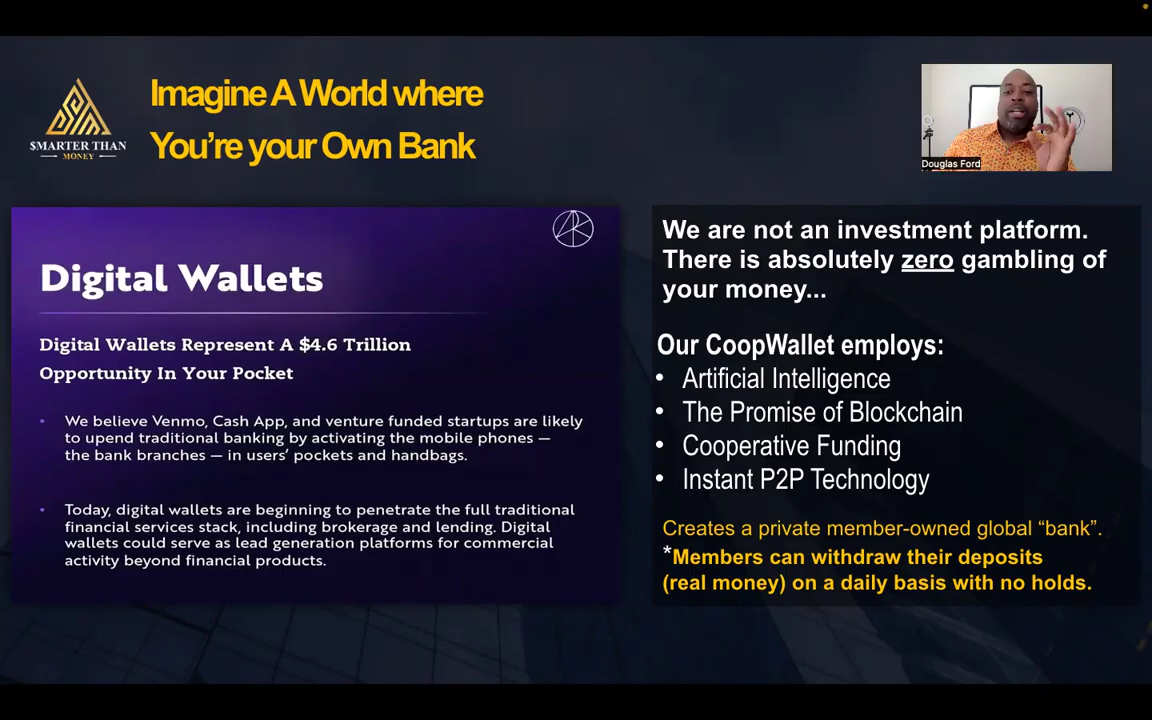 Imagine A World where
You're your Own Bank
$MARTER THAN
MONEY
Douglas Ford
Digital Wallets
Digital Wallets Represent A $4.6 Trillion
Opportunity In Your Pocket
• We believe Venmo, Cash App, and venture funded startups are likely
to upend traditional banking by activating the mobile phones —
the bank branches — in users' pockets and handbags.
• Today, digital wallets are beginning to penetrate the full traditional
financial services stack, including brokerage and lending. Digital
wallets could serve as lead generation platforms for commercial
activity beyond financial products.
We are not an investment platform.
There is absolutely zero gambling of
your money...
Our CoopWallet employs:
• Artificial Intelligence
• The Promise of Blockchain
• Cooperative Funding
• Instant P2P Technology
Creates a private member-owned global “bank”.
*Members can withdraw their deposits
(real money) on a daily basis with no holds.